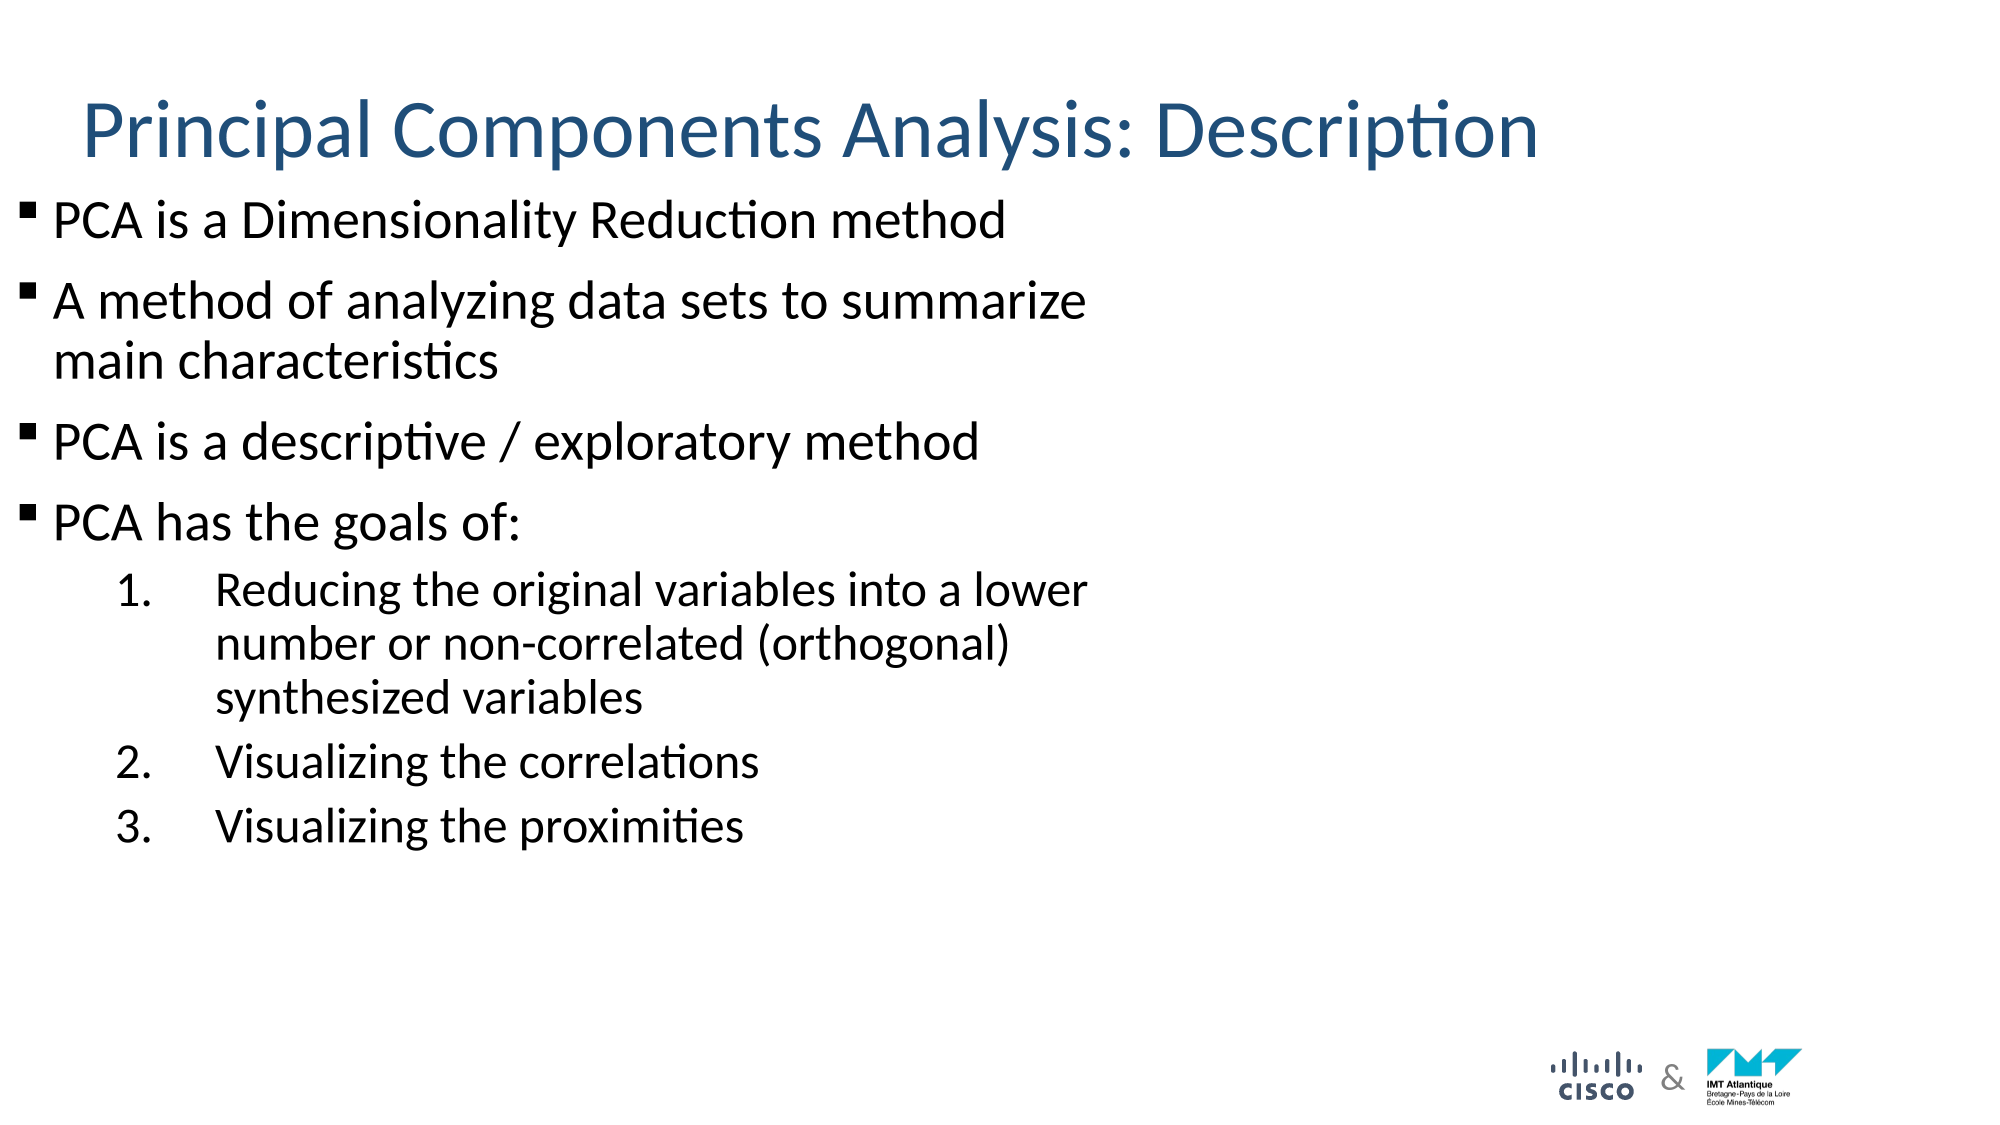 Principal Components Analysis: Description
▪ PCA is a Dimensionality Reduction method
▪ A method of analyzing data sets to summarize
main characteristics
▪ PCA is a descriptive / exploratory method
▪ PCA has the goals of:
1. Reducing the original variables into a lower
number or non-correlated (orthogonal)
synthesized variables
2. Visualizing the correlations
3. Visualizing the proximities
CISCO & IMT Atlantique
Bretagne-Pays de la Loire
École Mines-Télécom